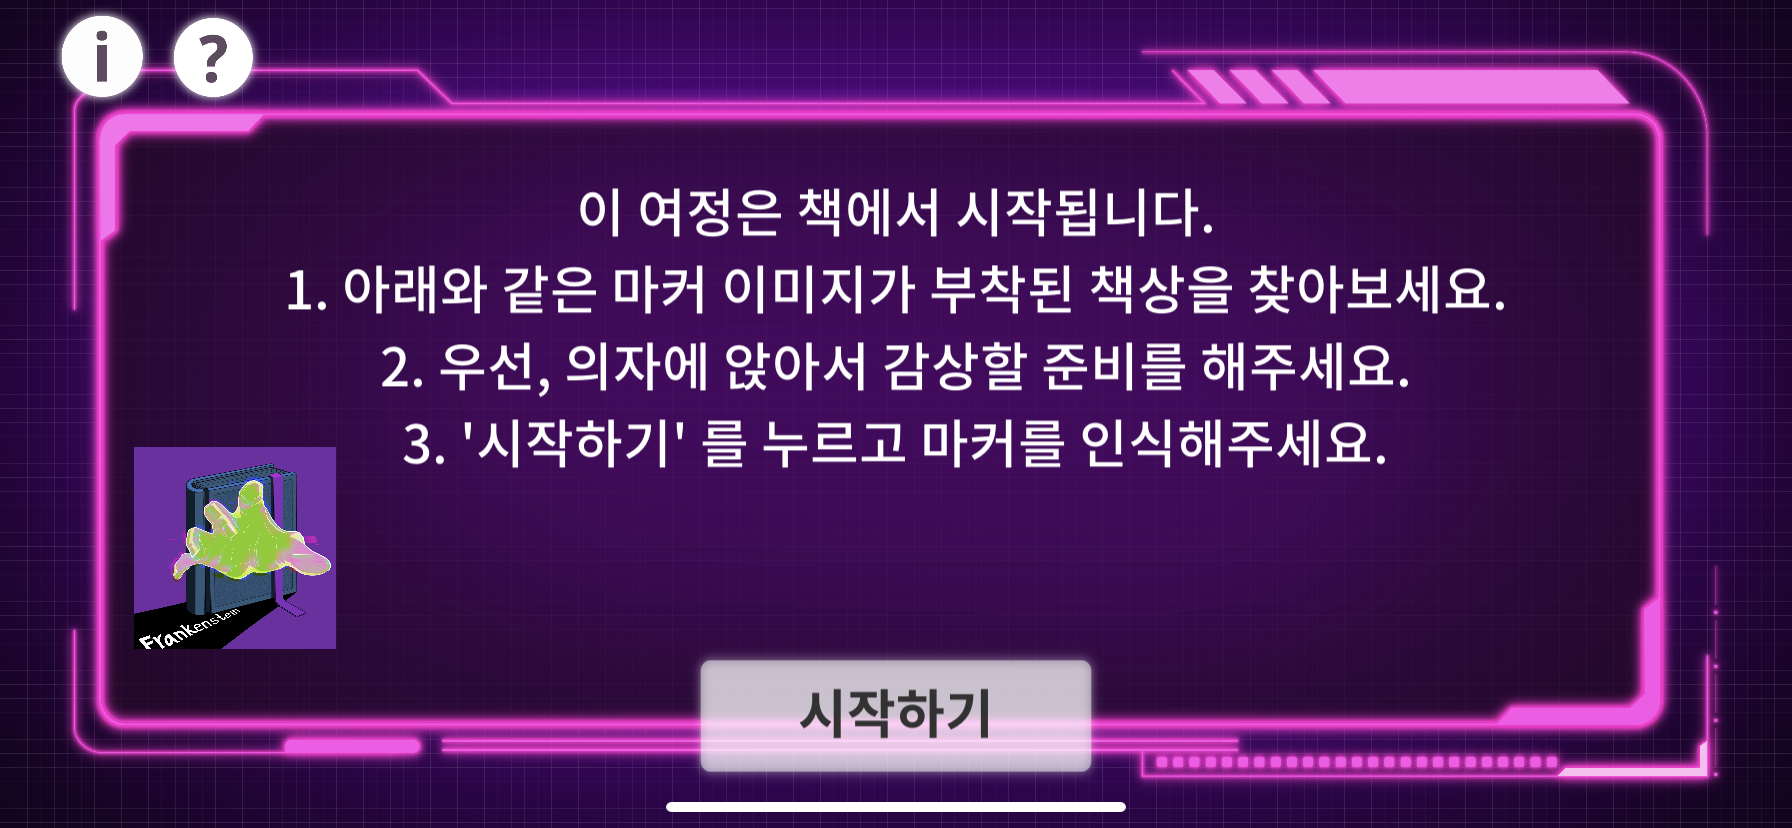 i ?
이 여정은 책에서 시작됩니다.
1. 아래와 같은 마커 이미지가 부착된 책상을 찾아보세요.
2. 우선, 의자에 앉아서 감상할 준비를 해주세요.
3. '시작하기' 를 누르고 마커를 인식해주세요.
Frankenstein
시작하기